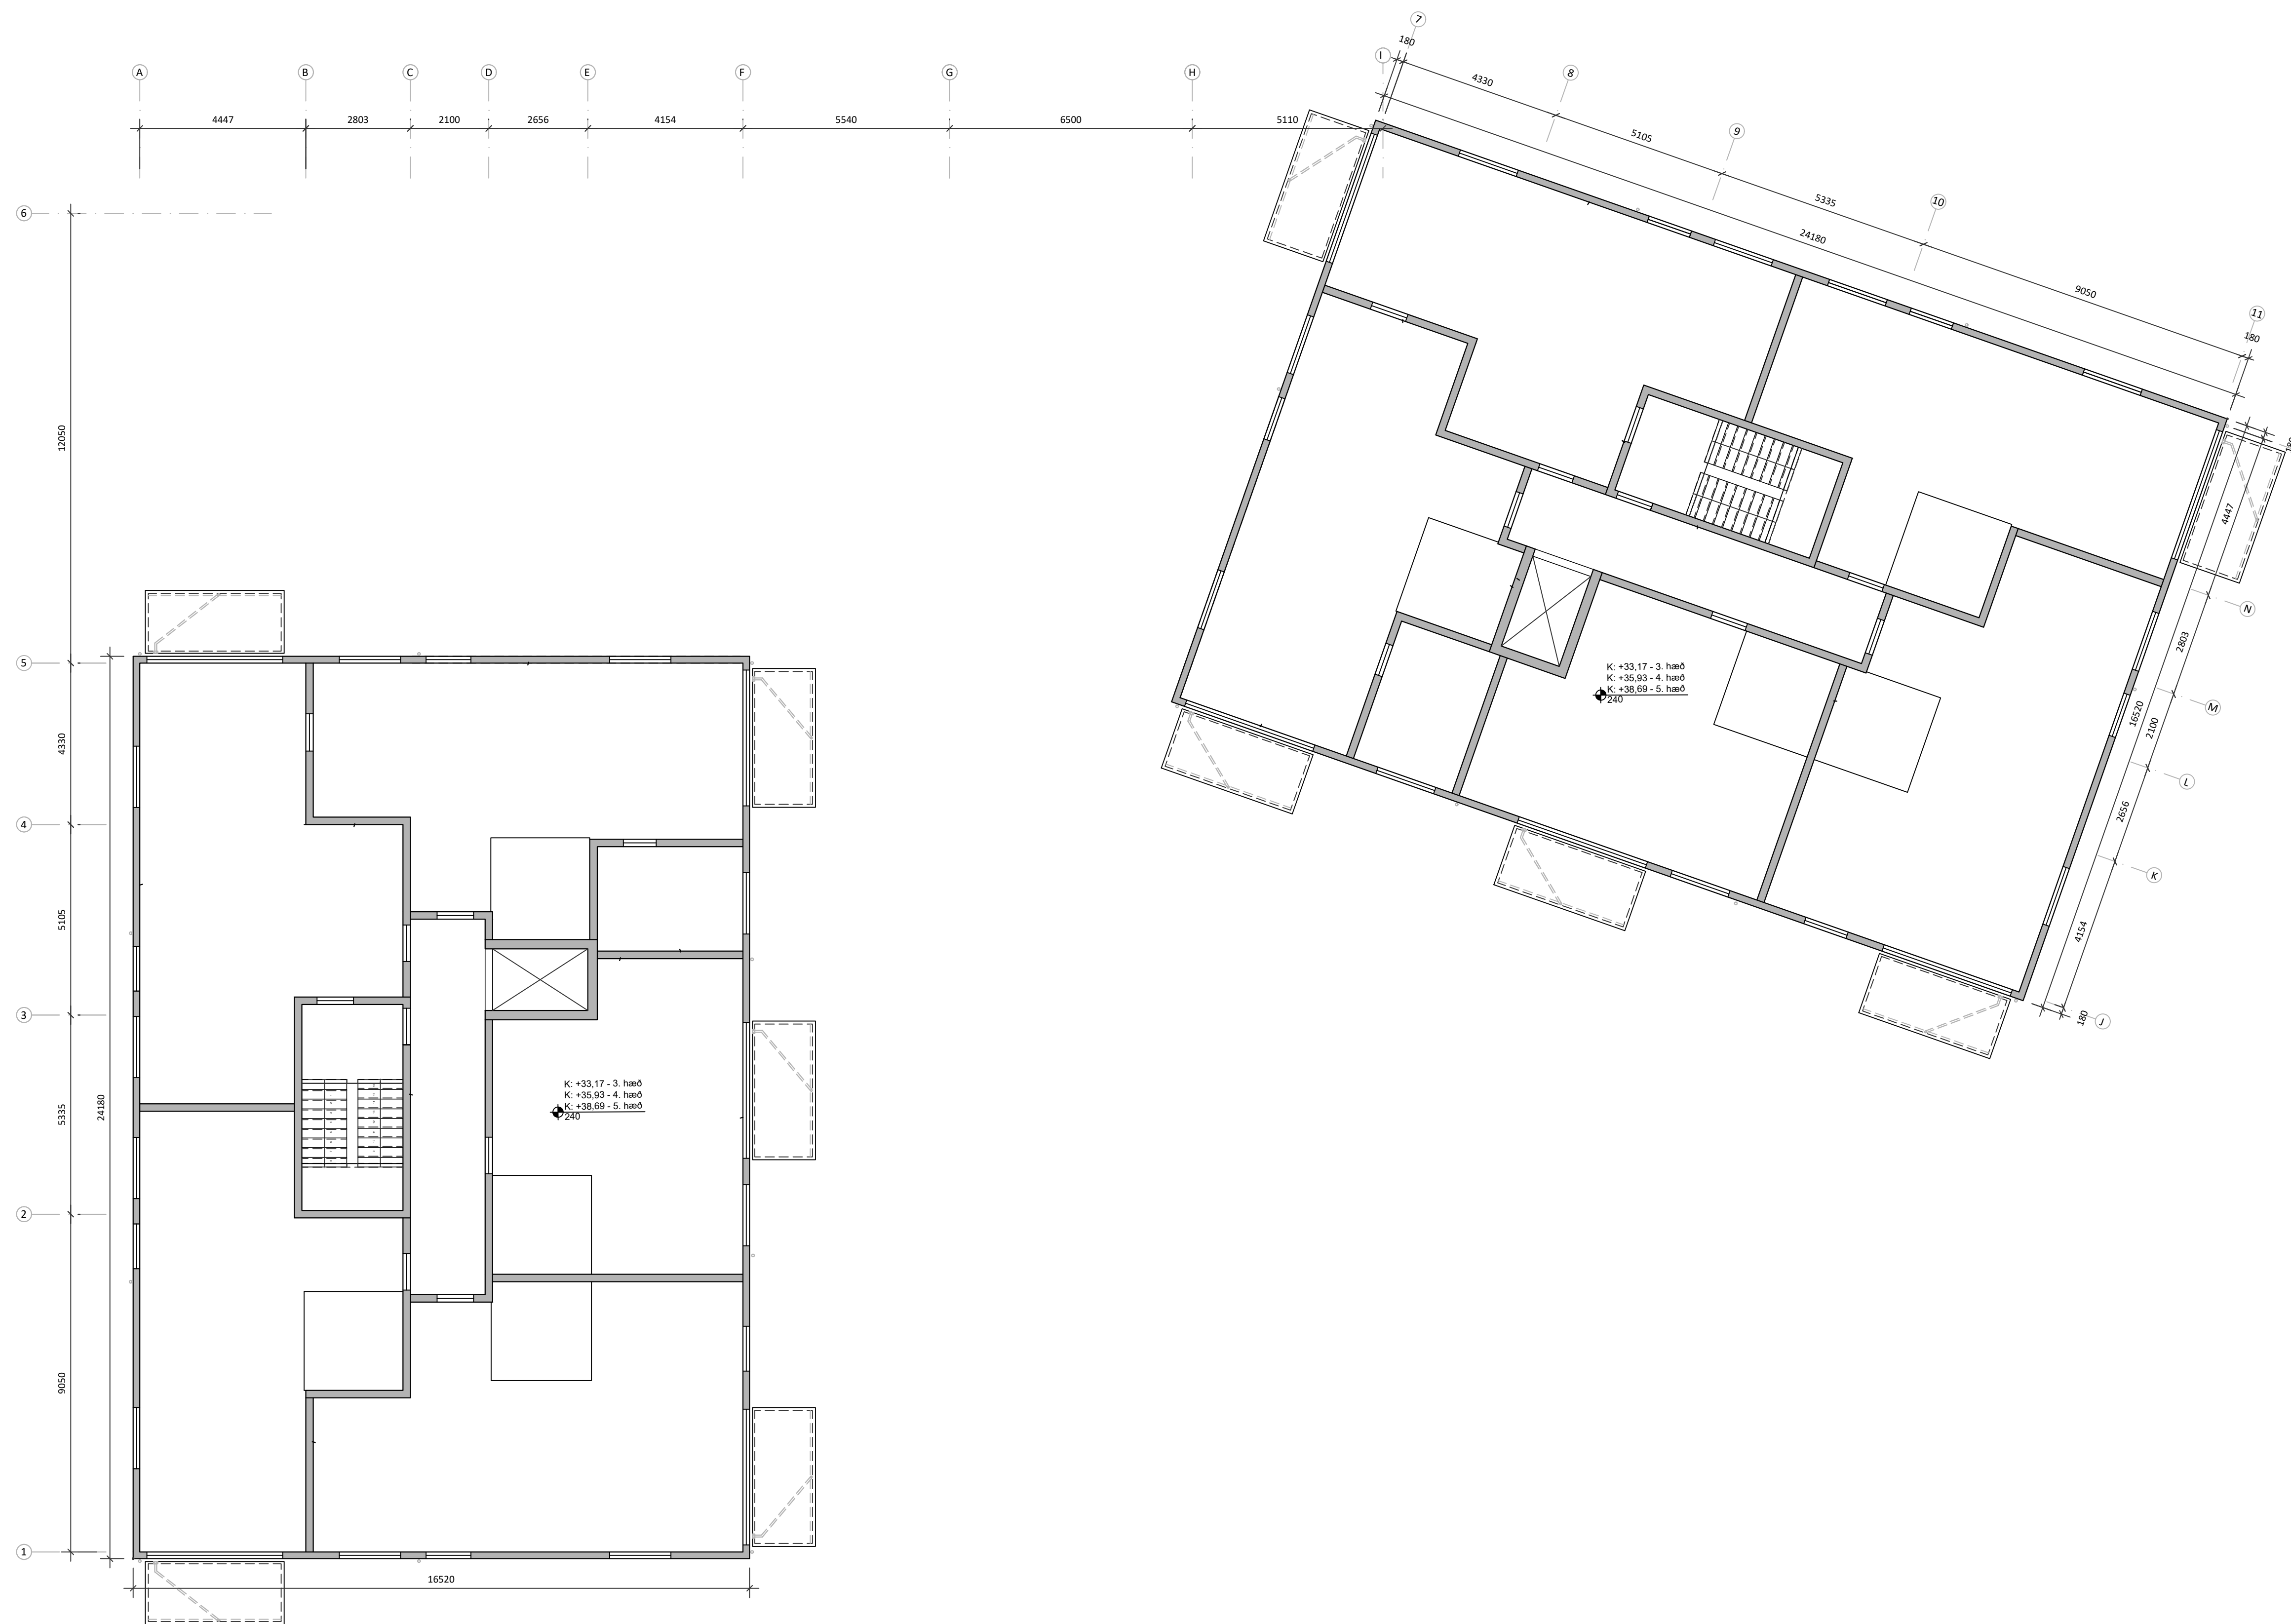 7
180
I
8
4330
A
B
C
D
E
F
G
H
4447
2803
2100
2656
4154
5540
6500
5110
5105
9
10
5335
24180
6
9050
11
180
12050
4447
N
2803
K: +33,17 - 3. hæð
K: +35,93 - 4. hæð
K: +38,69 - 5. hæð
240
M
16520
2100
L
2656
K
4154
180
J
5
4330
4
5105
3
K: +33,17 - 3. hæð
K: +35,93 - 4. hæð
K: +38,69 - 5. hæð
240
5335
24180
2
9050
1
16520